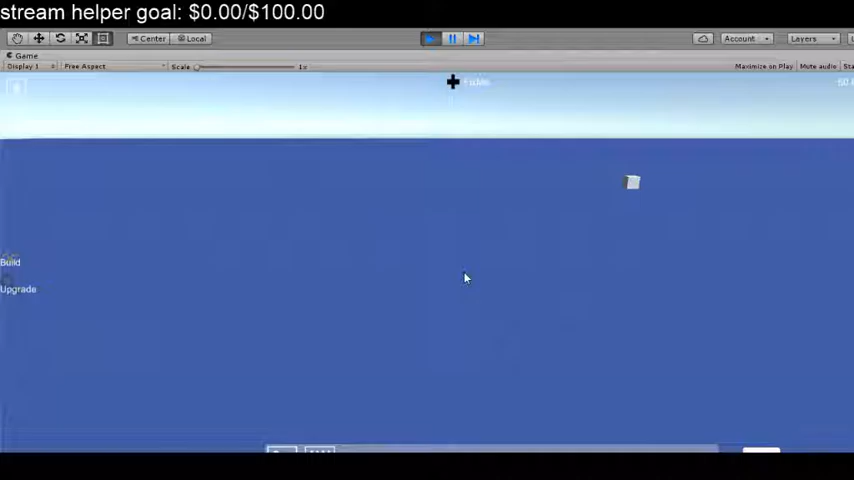 stream helper goal: $0.00/$100.00
Center Local Account Layers
Game
Display 1 Free Aspect Scale 1x Maximize on Play Mute audio
Build
Upgrade